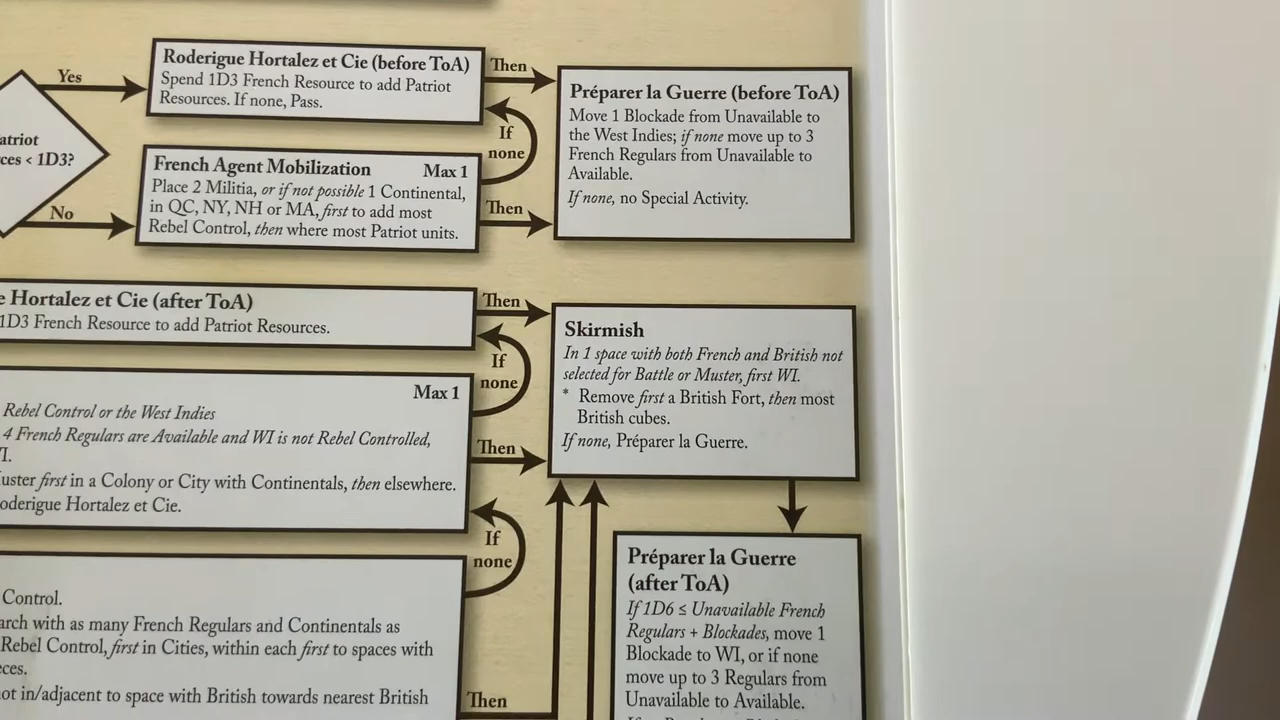 Yes
Roderigue Hortalez et Cie (before ToA)
Spend 1D3 French Resource to add Patriot
Resources. If none, Pass.
Then
Préparer la Guerre (before ToA)
Move 1 Blockade from Unavailable to
the West Indies; if none move up to 3
French Regulars from Unavailable to
Available.
If none, no Special Activity.
If
none
< 1D3?
No
French Agent Mobilization
Max 1
Place 2 Militia, or if not possible 1 Continental,
in QC, NY, NH or MA, first to add most
Rebel Control, then where most Patriot units.
Then
Hortalez et Cie (after ToA)
1D3 French Resource to add Patriot Resources.
Then
If
none
Skirmish
In 1 space with both French and British not
selected for Battle or Muster, first WI.
* Remove first a British Fort, then most
British cubes.
If none, Préparer la Guerre.
Max 1
Rebel Control or the West Indies
4 French Regulars are Available and WI is not Rebel Controlled,
first in a Colony or City with Continentals, then elsewhere.
Hortalez et Cie.
Then
If
none
Control.
with as many French Regulars and Continentals as
Rebel Control, first in Cities, within each first to spaces with
in/adjacent to space with British towards nearest British
Then
Préparer la Guerre
(after ToA)
If 1D6 ≤ Unavailable French
Regulars + Blockades, move 1
Blockade to WI, or if none
move up to 3 Regulars from
Unavailable to Available.